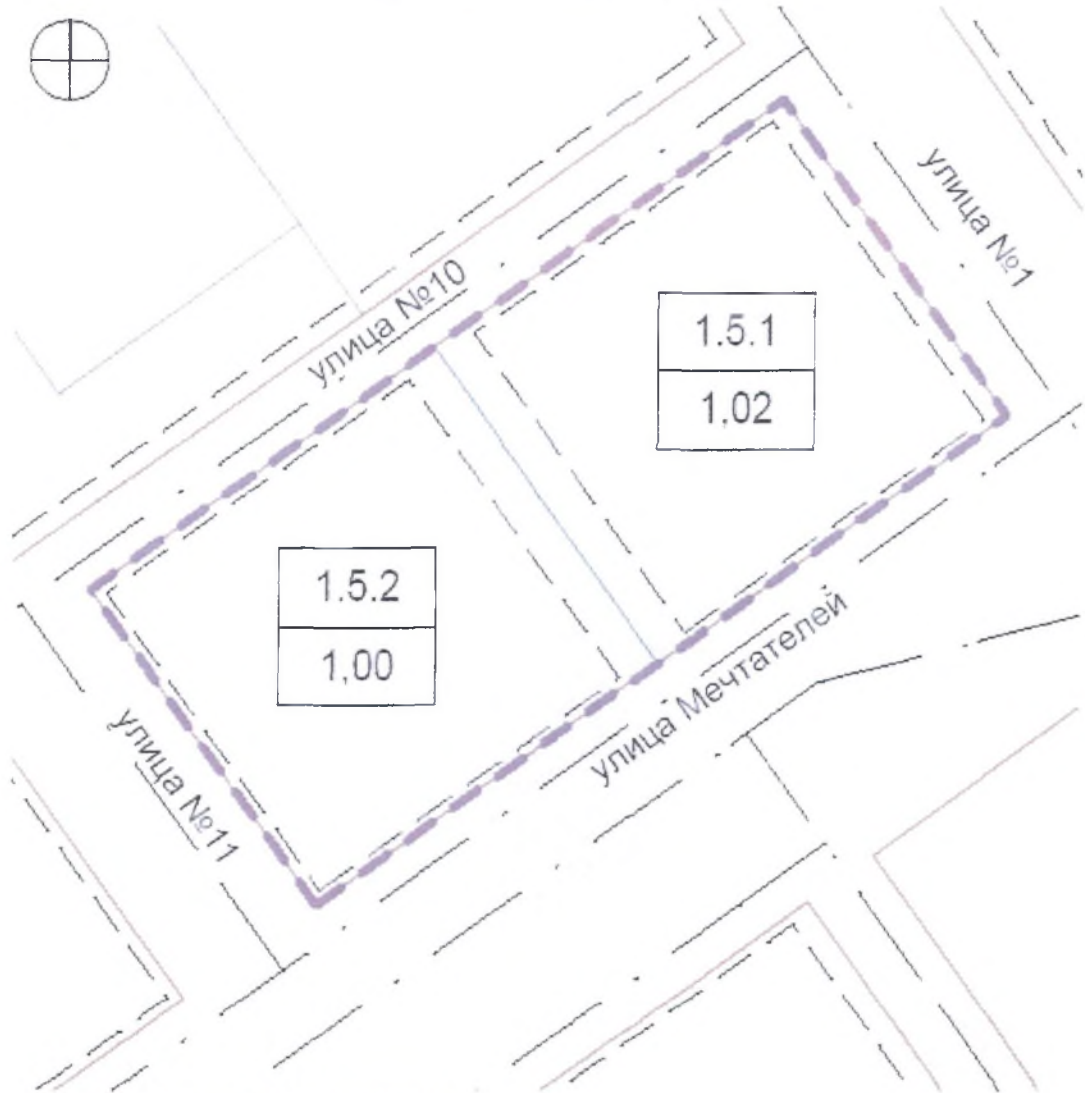 улица №1
улица №10
1.5.1
1,02
1.5.2
1,00
улица Мечтателей
улица №11